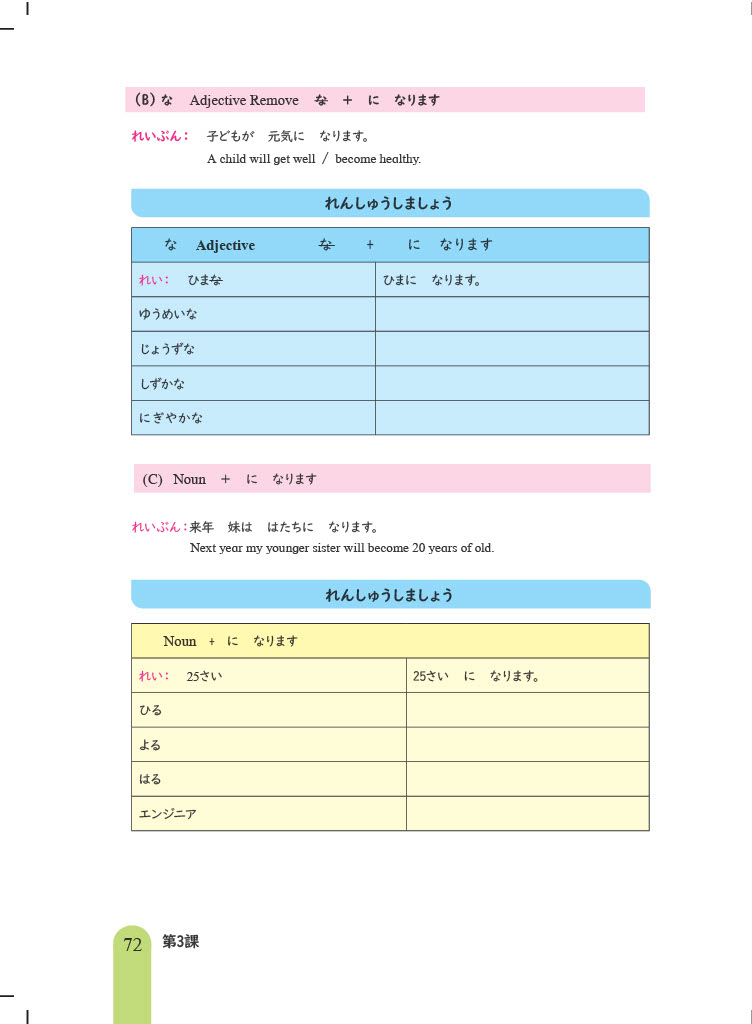 (B) な Adjective Remove な + に なります
れいぶん： 子どもが 元気に なります。
A child will get well / become healthy.
れんしゅうしましょう
な Adjective な + に なります
れい： ひまな ひまに なります。
ゆうめいな
じょうずな
しずかな
にぎやかな
(C) Noun + に なります
れいぶん：来年 妹は はたちに なります。
Next year my younger sister will become 20 years of old.
れんしゅうしましょう
Noun + に なります
れい： 25さい 25さい に なります。
ひる
よる
はる
エンジニア
72 第3課